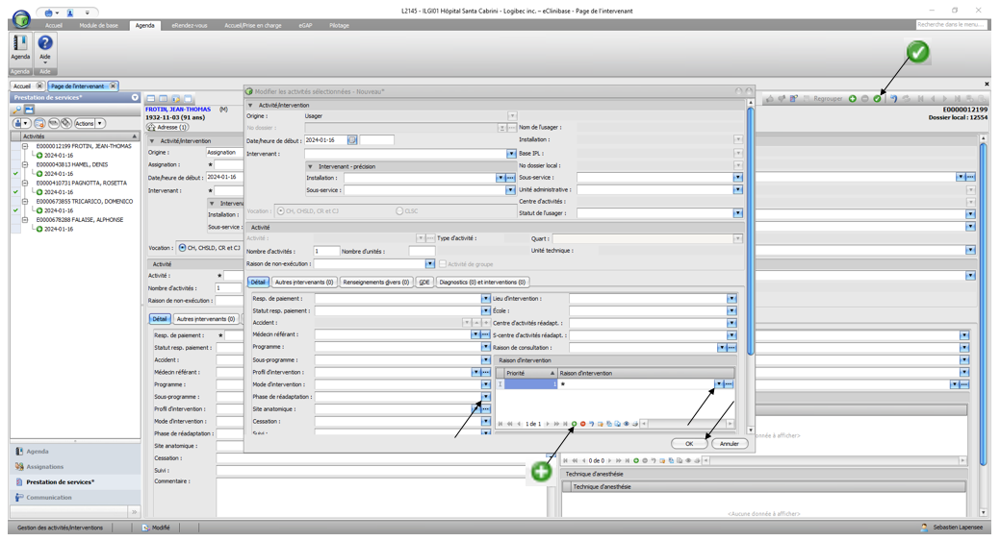 L2145 - ILGI01 Hôpital Santa Cabrini - Logibec inc. – eClinibase - Page de l'intervenant
Accueil Module de base Agenda eRendez-vous Accueil/Prise en charge eGAP Pilotage
Recherche dans le menu...
Agenda Aide
Agenda Aide
Accueil Page de l'intervenant
Prestation de services*
Actions
Activités
E0000012199 FROTIN, JEAN-THOMAS
2024-01-16
E0000043813 HAMEL, DENIS
2024-01-16
E0000410731 PAGNOTTA, ROSETTA
2024-01-16
E0000673855 TRICARICO, DOMENICO
2024-01-16
E0000678288 FALAISE, ALPHONSE
2024-01-16
Agenda
Assignations
Prestation de services*
Communication
Regrouper
FROTIN, JEAN-THOMAS (M)
1932-11-03 (91 ans)
E0000012199
Dossier local : 12554
Adresse (1)
Activité/intervention
Origine : Assignation
Assignation :
Date/heure de début : 2024-01-16
Intervenant :
Interven
Installation :
Sous-service :
Vocation : CH, CHSLD, CR et CJ
Activité
Activité :
Nombre d'activités : 1
Raison de non-exécution :
Détail Autres intervenants (0)
Resp. de paiement :
Statut resp. paiement :
Accident :
Médecin référant :
Programme :
Sous-programme :
Profil d'intervention :
Mode d'intervention :
Phase de réadaptation :
Site anatomique :
Cessation :
Suivi :
Commentaire :
Modifier les activités sélectionnées - Nouveau*
Activité/intervention
Origine : Usager
No dossier : Nom de l'usager :
Date/heure de début : 2024-01-16 Installation :
Intervenant : Base IPL :
Intervenant - précision No dossier local :
Installation : Sous-service :
Sous-service : Unité administrative :
Centre d'activités :
Vocation : CH, CHSLD, CR et CJ CLSC Statut de l'usager :
Activité
Activité : Type d'activité : Quart :
Nombre d'activités : 1 Nombre d'unités : Unité technique :
Raison de non-exécution : Activité de groupe
Détail Autres intervenants (0) Renseignements divers (0) GDE Diagnostics (0) et interventions (0)
Resp. de paiement : Lieu d'intervention :
Statut resp. paiement : École :
Accident : Centre d'activités réadapt. :
Médecin référant : S-centre d'activités réadapt. :
Programme : Raison de consultation :
Sous-programme : Raison d'intervention
Profil d'intervention : Priorité Raison d'intervention
Mode d'intervention : 1
Phase de réadaptation :
Site anatomique :
Cessation : 1 de 1
Suivi :
OK Annuler
onnée à afficher>
0 de 0
Technique d'anesthésie
Technique d'anesthésie
<Aucune donnée à afficher>
Gestion des activités/interventions Modifié Sebastien Lapensee